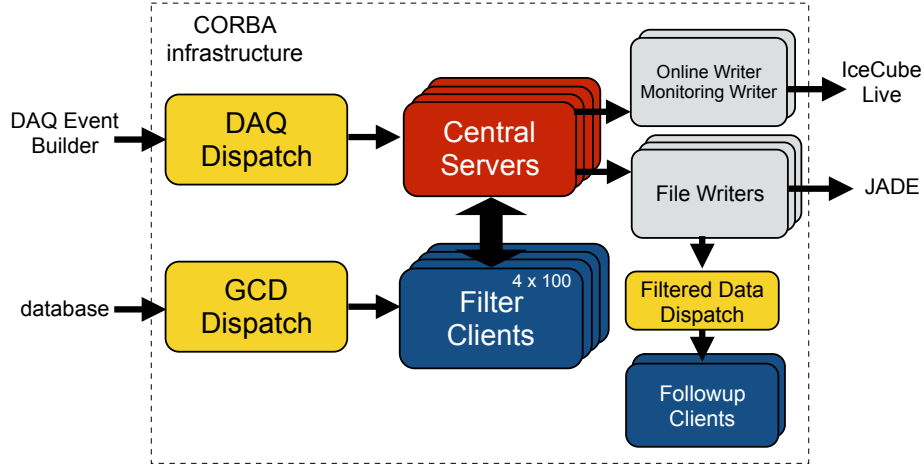 CORBA
infrastructure
DAQ Event
Builder
DAQ
Dispatch
Central
Servers
Online Writer
Monitoring Writer
IceCube
Live
File Writers
JADE
database
GCD
Dispatch
4 x 100
Filter
Clients
Filtered Data
Dispatch
Followup
Clients